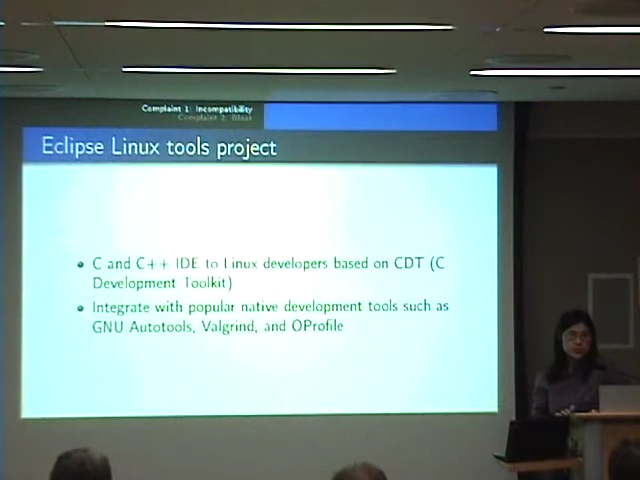 Complaint 1: Incompatibility
Complaint 2: Bloat
Eclipse Linux tools project
C and C++ IDE to Linux developers based on CDT (C
Development Toolkit)
Integrate with popular native development tools such as
GNU Autotools, Valgrind, and OProfile